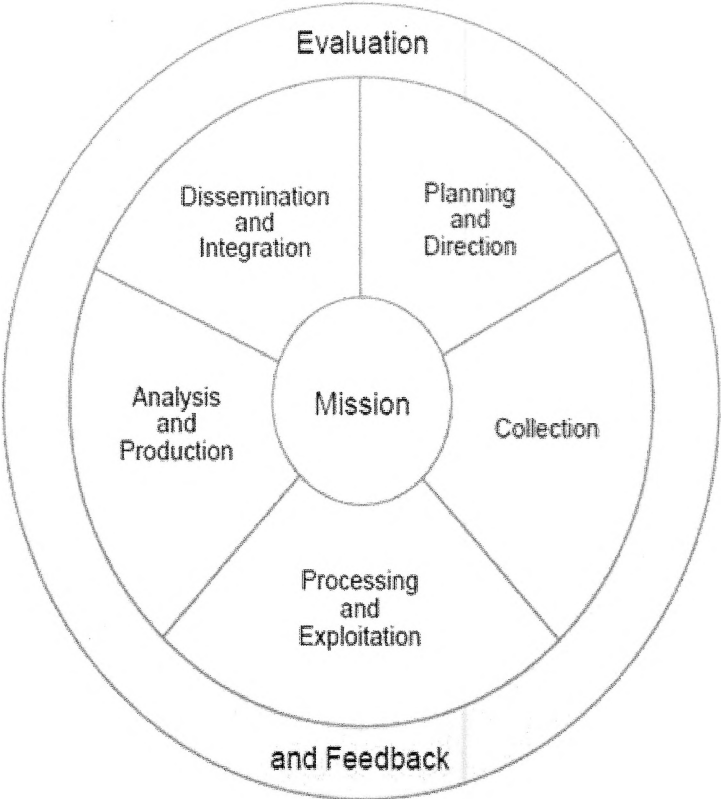 Evaluation
Dissemination
and
Integration
Planning
and
Direction
Analysis
and
Production
Mission
Collection
Processing
and
Exploitation
and Feedback